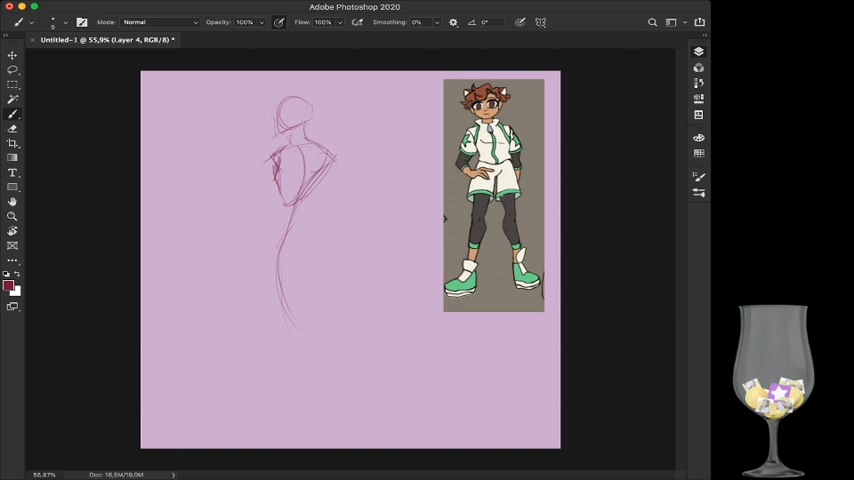 Adobe Photoshop 2020
Mode: Normal Opacity: 100% Flow: 100% Smoothing: 0% 0°
Untitled-1 @ 55,9% (Layer 4, RGB/8) *
55,87% Doc: 16,5M/19,0M